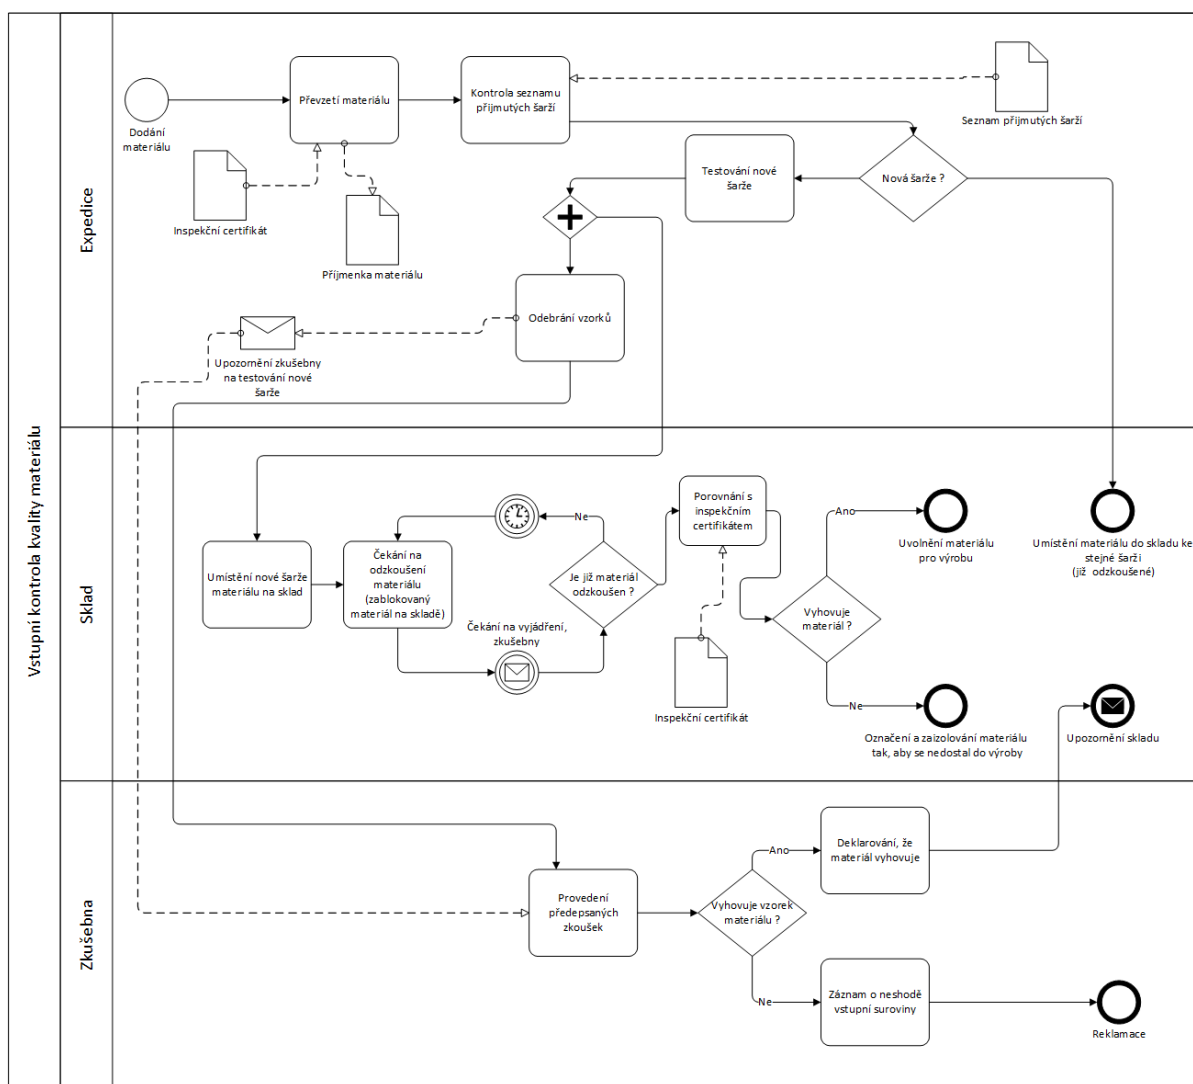 Vstupní kontrola kvality materiálu
Expedice
Dodání
materiálu
Převzetí materiálu
Kontrola seznamu
přijmutých šarží
Seznam přijmutých šarží
Inspekční certifikát
Příjmenka materiálu
Testování nové
šarže
Nová šarže ?
Odebrání vzorků
Upozornění zkušebny
na testování nové
šarže
Sklad
Umístění nové šarže
materiálu na sklad
Čekání na
odzkoušení
materiálu
(zablokovaný
materiál na skladě)
Čekání na vyjádření,
zkušebny
Ne
Je již materiál
odzkoušen ?
Porovnání s
inspekčním
certifikátem
Inspekční certifikát
Vyhovuje
materiál ?
Ano
Uvolnění materiálu
pro výrobu
Umístění materiálu do skladu ke
stejné šarži
(již odzkoušené)
Ne
Označení a zaizolování materiálu
tak, aby se nedostal do výroby
Upozornění skladu
Zkušebna
Provedení
předepsaných
zkoušek
Vyhovuje vzorek
materiálu ?
Ano
Deklarování, že
materiál vyhovuje
Ne
Záznam o neshodě
vstupní suroviny
Reklamace